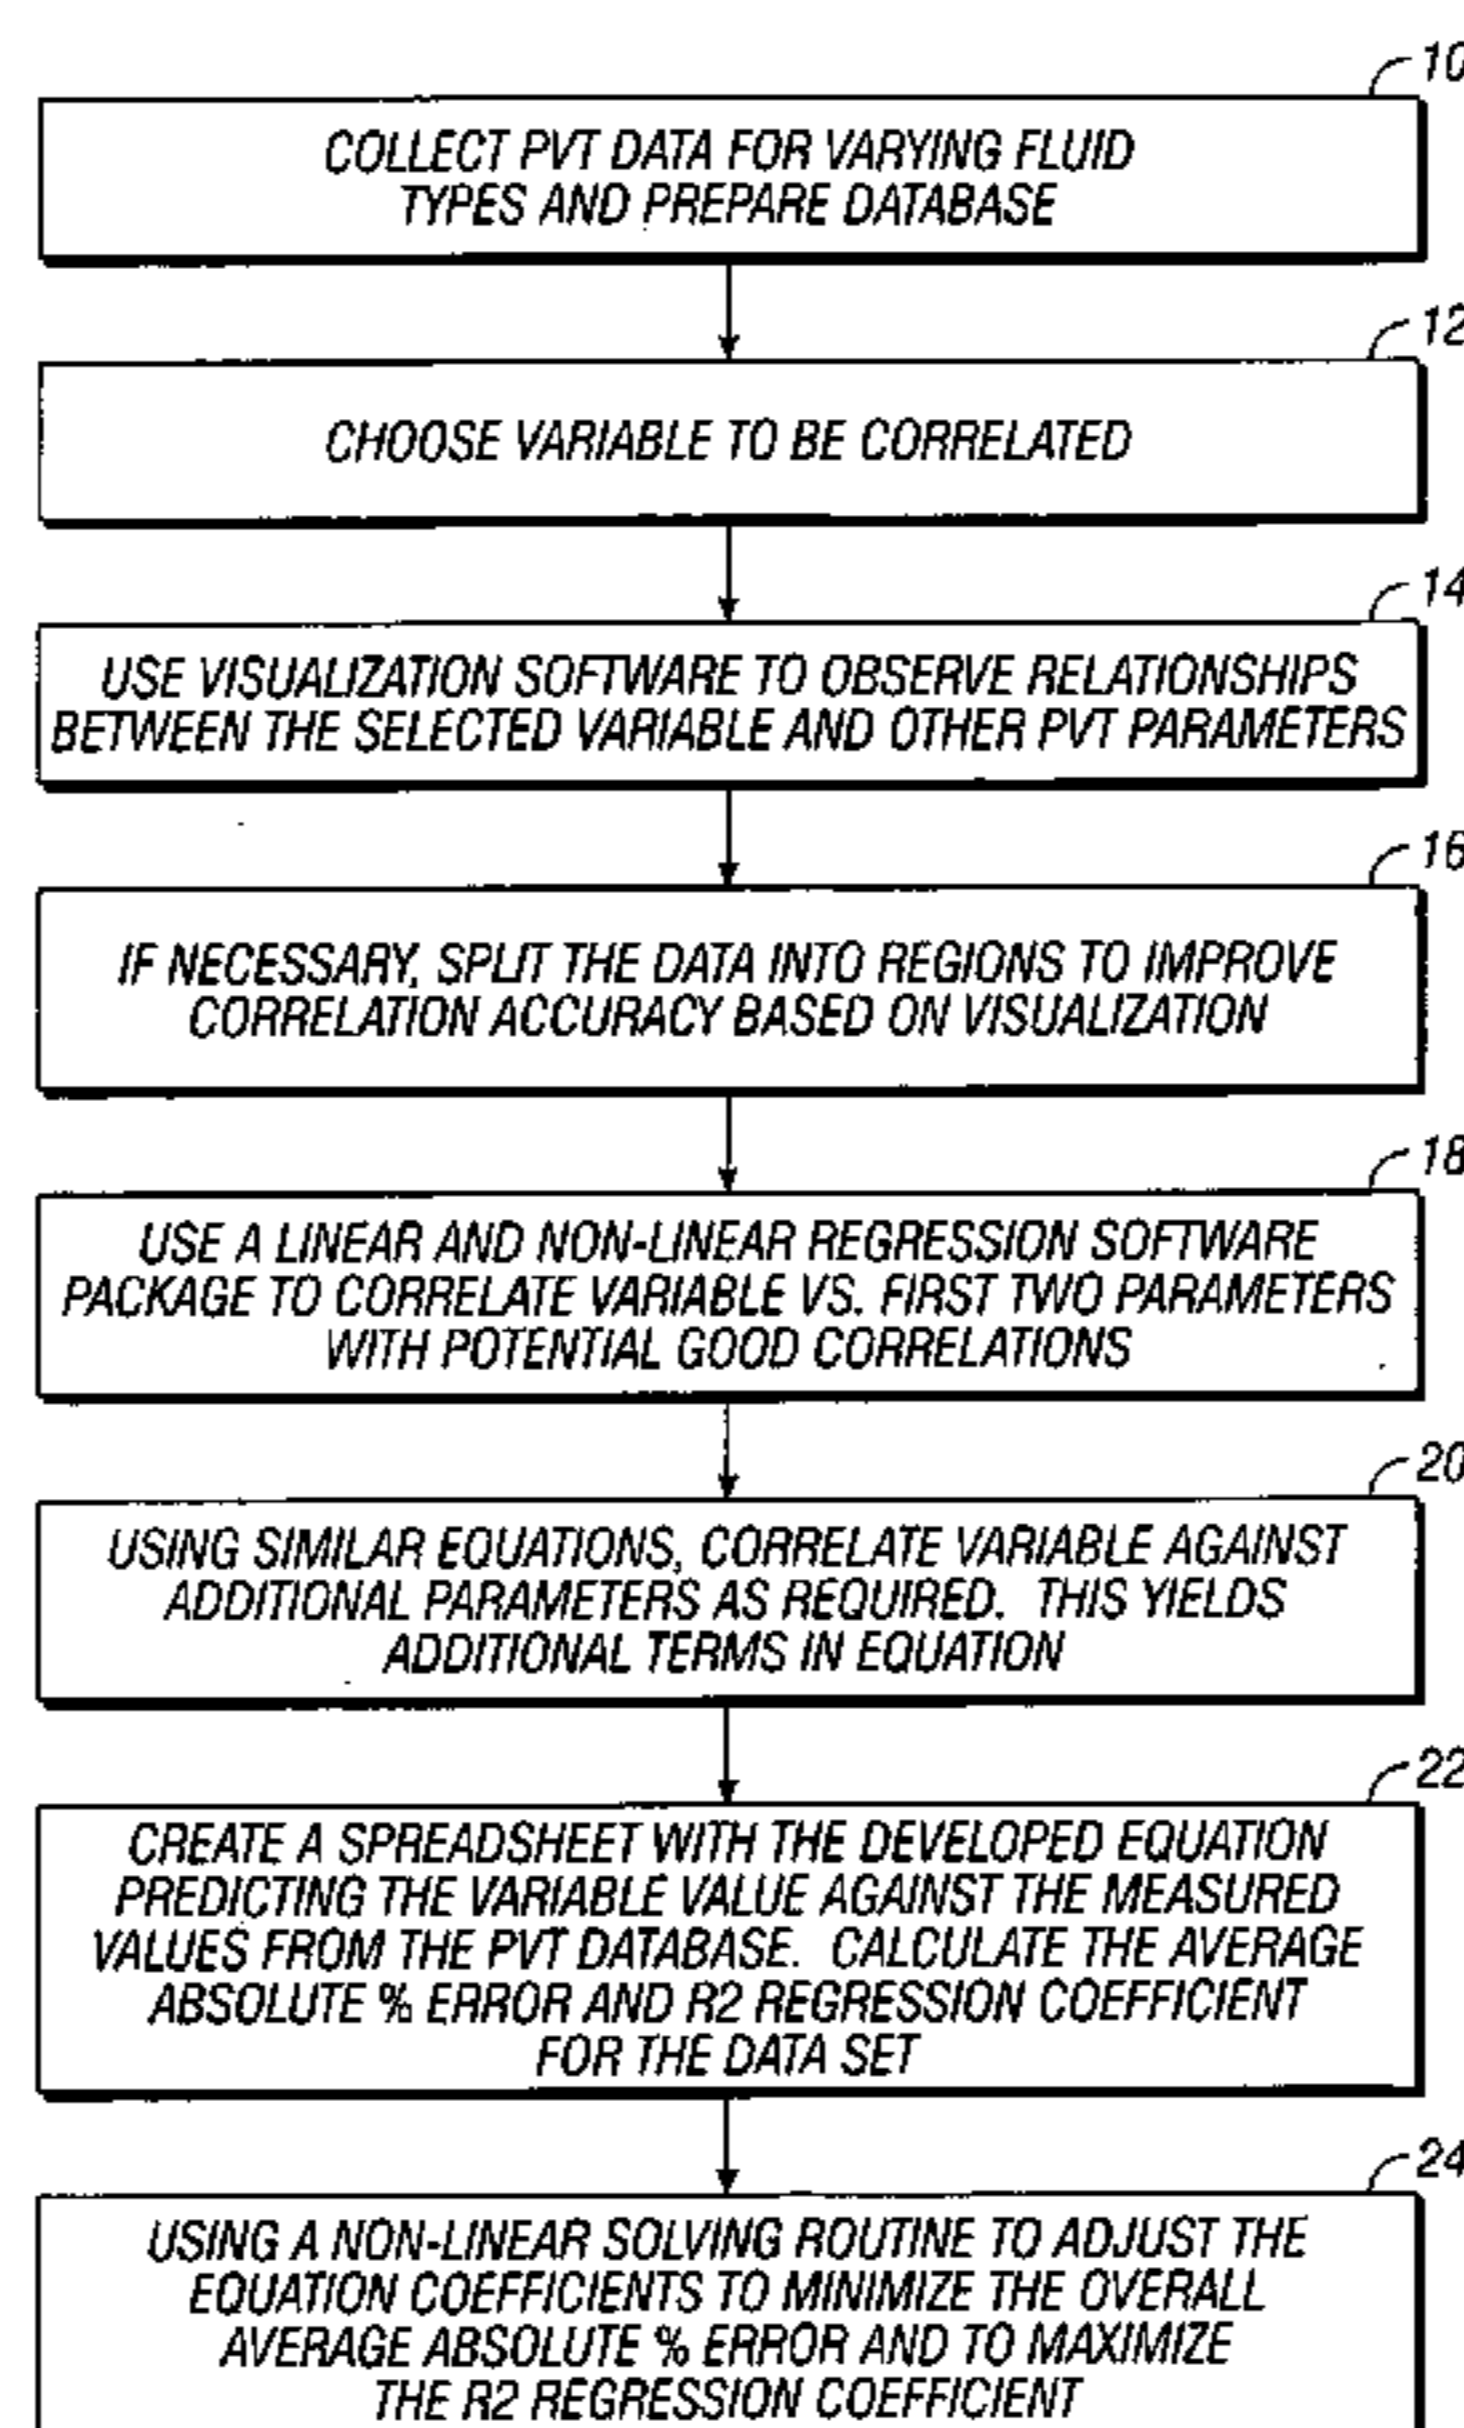 10
COLLECT PVT DATA FOR VARYING FLUID
TYPES AND PREPARE DATABASE
12
CHOOSE VARIABLE TO BE CORRELATED
14
USE VISUALIZATION SOFTWARE TO OBSERVE RELATIONSHIPS
BETWEEN THE SELECTED VARIABLE AND OTHER PVT PARAMETERS
16
IF NECESSARY, SPLIT THE DATA INTO REGIONS TO IMPROVE
CORRELATION ACCURACY BASED ON VISUALIZATION
18
USE A LINEAR AND NON-LINEAR REGRESSION SOFTWARE
PACKAGE TO CORRELATE VARIABLE VS. FIRST TWO PARAMETERS
WITH POTENTIAL GOOD CORRELATIONS
20
USING SIMILAR EQUATIONS, CORRELATE VARIABLE AGAINST
ADDITIONAL PARAMETERS AS REQUIRED. THIS YIELDS
ADDITIONAL TERMS IN EQUATION
22
CREATE A SPREADSHEET WITH THE DEVELOPED EQUATION
PREDICTING THE VARIABLE VALUE AGAINST THE MEASURED
VALUES FROM THE PVT DATABASE. CALCULATE THE AVERAGE
ABSOLUTE % ERROR AND R2 REGRESSION COEFFICIENT
FOR THE DATA SET
24
USING A NON-LINEAR SOLVING ROUTINE TO ADJUST THE
EQUATION COEFFICIENTS TO MINIMIZE THE OVERALL
AVERAGE ABSOLUTE % ERROR AND TO MAXIMIZE
THE R2 REGRESSION COEFFICIENT